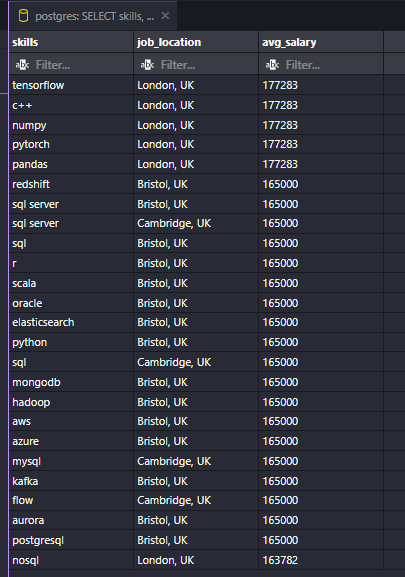 postgres: SELECT skills, ...
skills job_location avg_salary
Filter... Filter... Filter...
tensorflow London, UK 177283
c++ London, UK 177283
numpy London, UK 177283
pytorch London, UK 177283
pandas London, UK 177283
redshift Bristol, UK 165000
sql server Bristol, UK 165000
sql server Cambridge, UK 165000
sql Bristol, UK 165000
r Bristol, UK 165000
scala Bristol, UK 165000
oracle Bristol, UK 165000
elasticsearch Bristol, UK 165000
python Bristol, UK 165000
sql Cambridge, UK 165000
mongodb Bristol, UK 165000
hadoop Bristol, UK 165000
aws Bristol, UK 165000
azure Bristol, UK 165000
mysql Cambridge, UK 165000
kafka Bristol, UK 165000
flow Cambridge, UK 165000
aurora Bristol, UK 165000
postgresql Bristol, UK 165000
nosql London, UK 163782